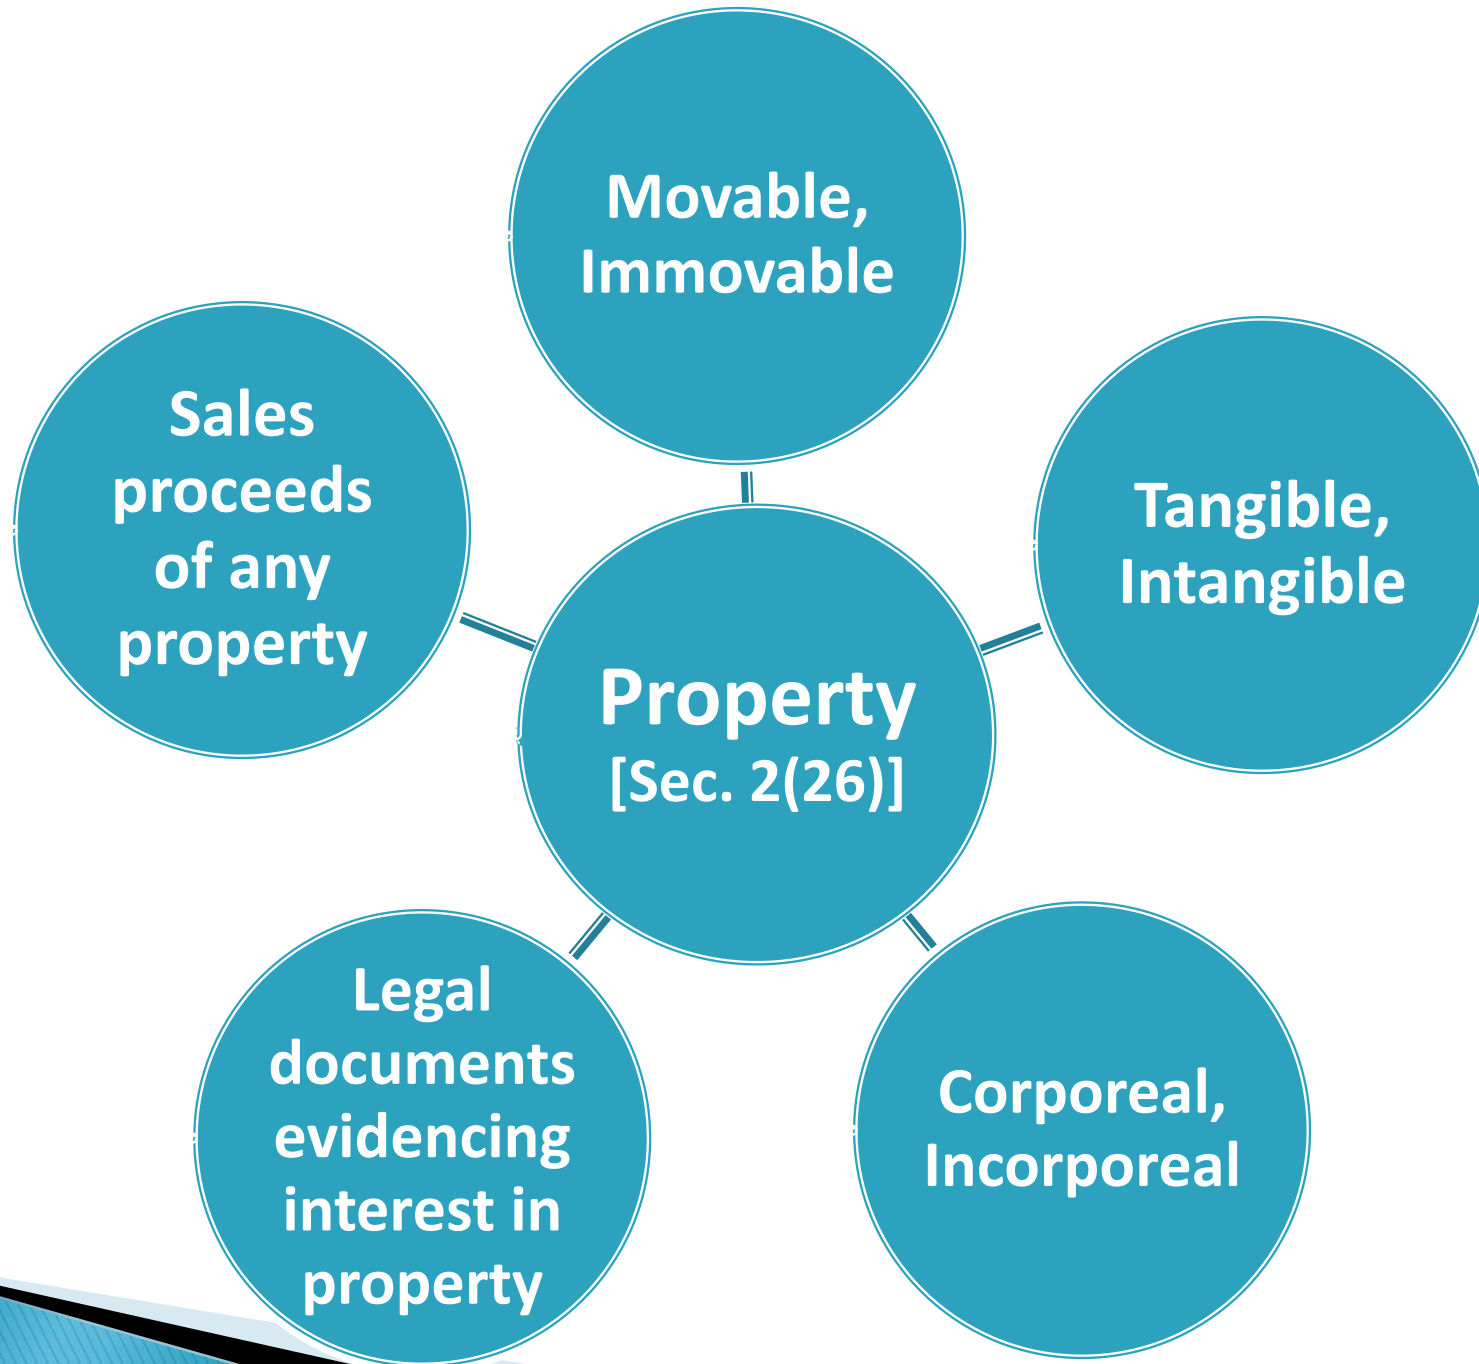 Movable,
Immovable
Sales
proceeds
of any
property
Tangible,
Intangible
Property
[Sec. 2(26)]
Legal
documents
evidencing
interest in
property
Corporeal,
Incorporeal